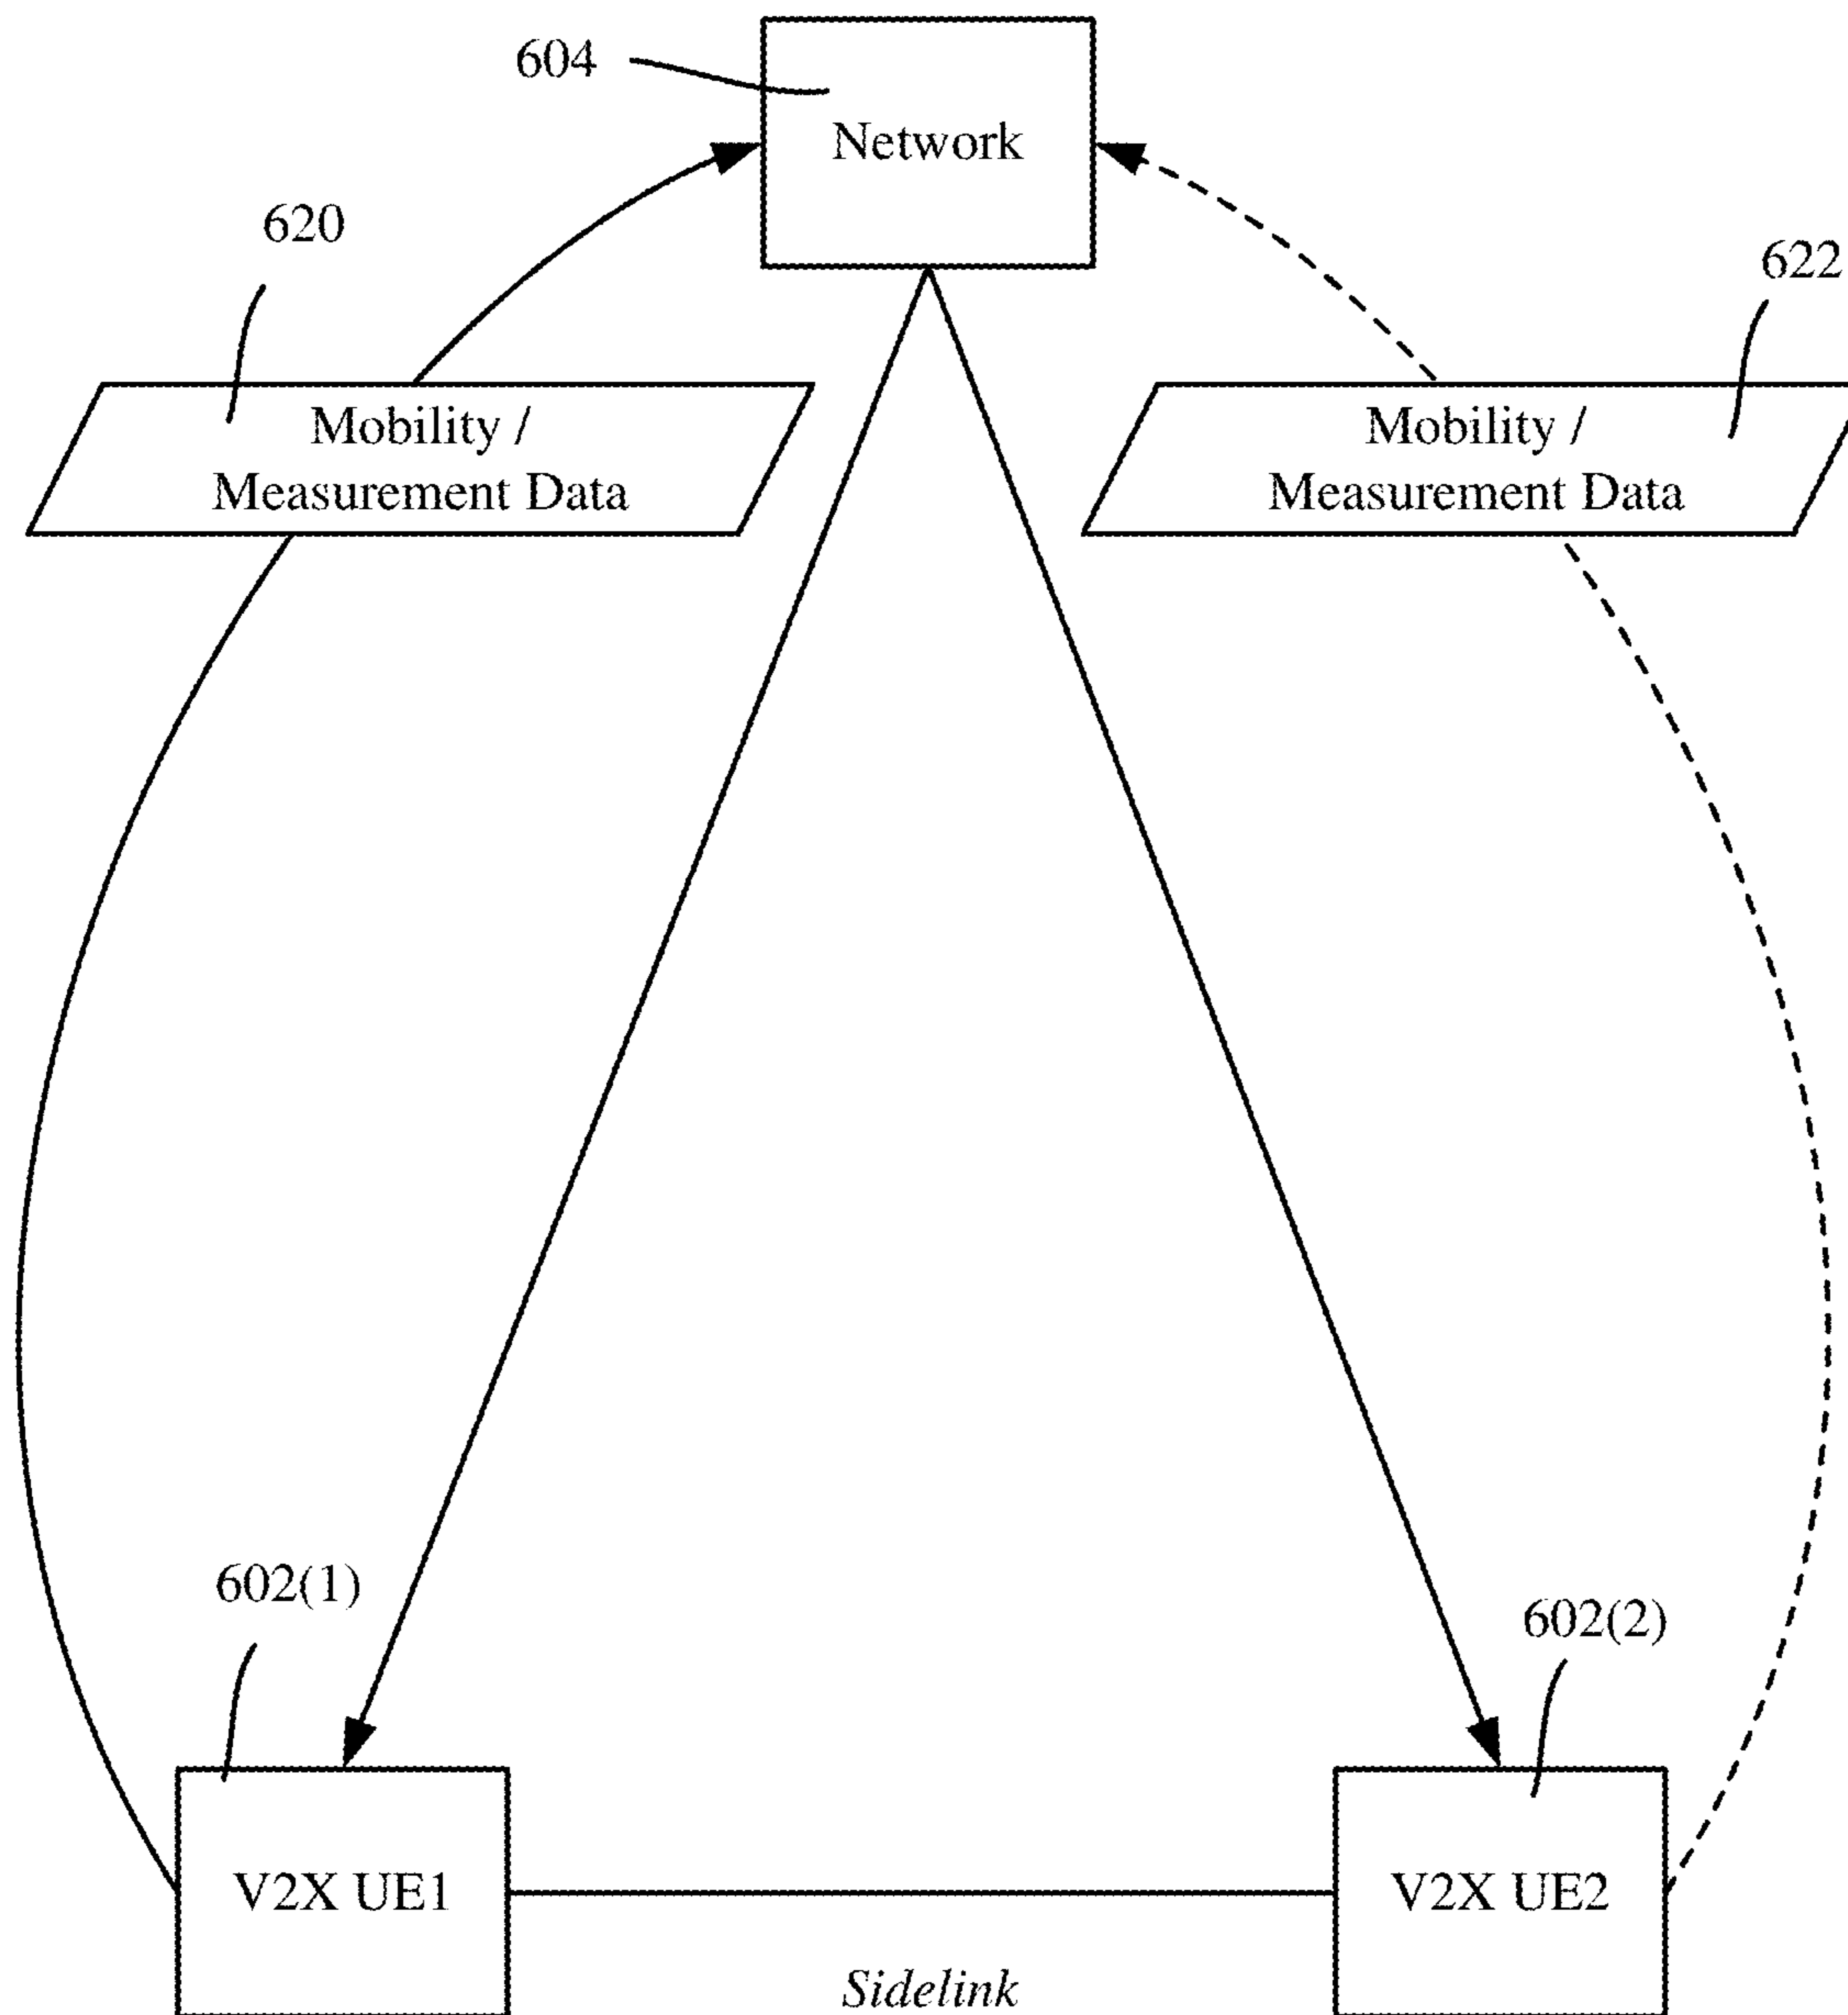 604
Network
620
622
Mobility /
Measurement Data
Mobility /
Measurement Data
602(1)
602(2)
V2X UE1
V2X UE2
Sidelink